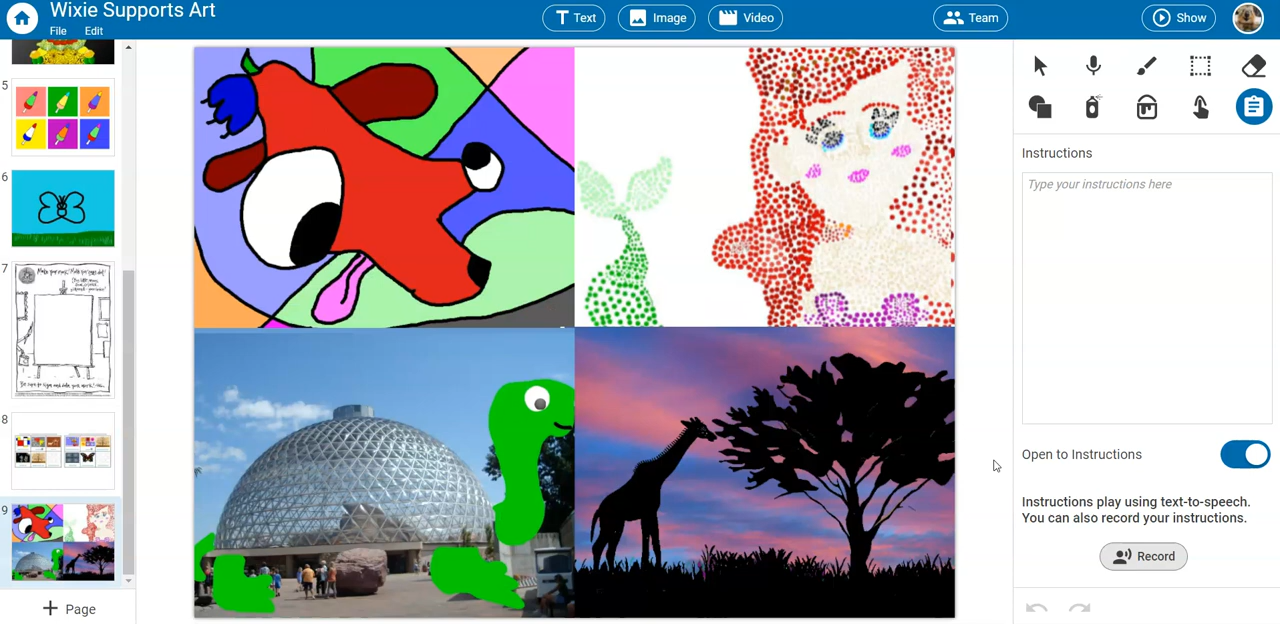 Wixie Supports Art
File Edit
Text
Image
Video
Team
Show
5
6
7
8
9
Page
Instructions
Type your instructions here
Open to Instructions
Instructions play using text-to-speech.
You can also record your instructions.
Record